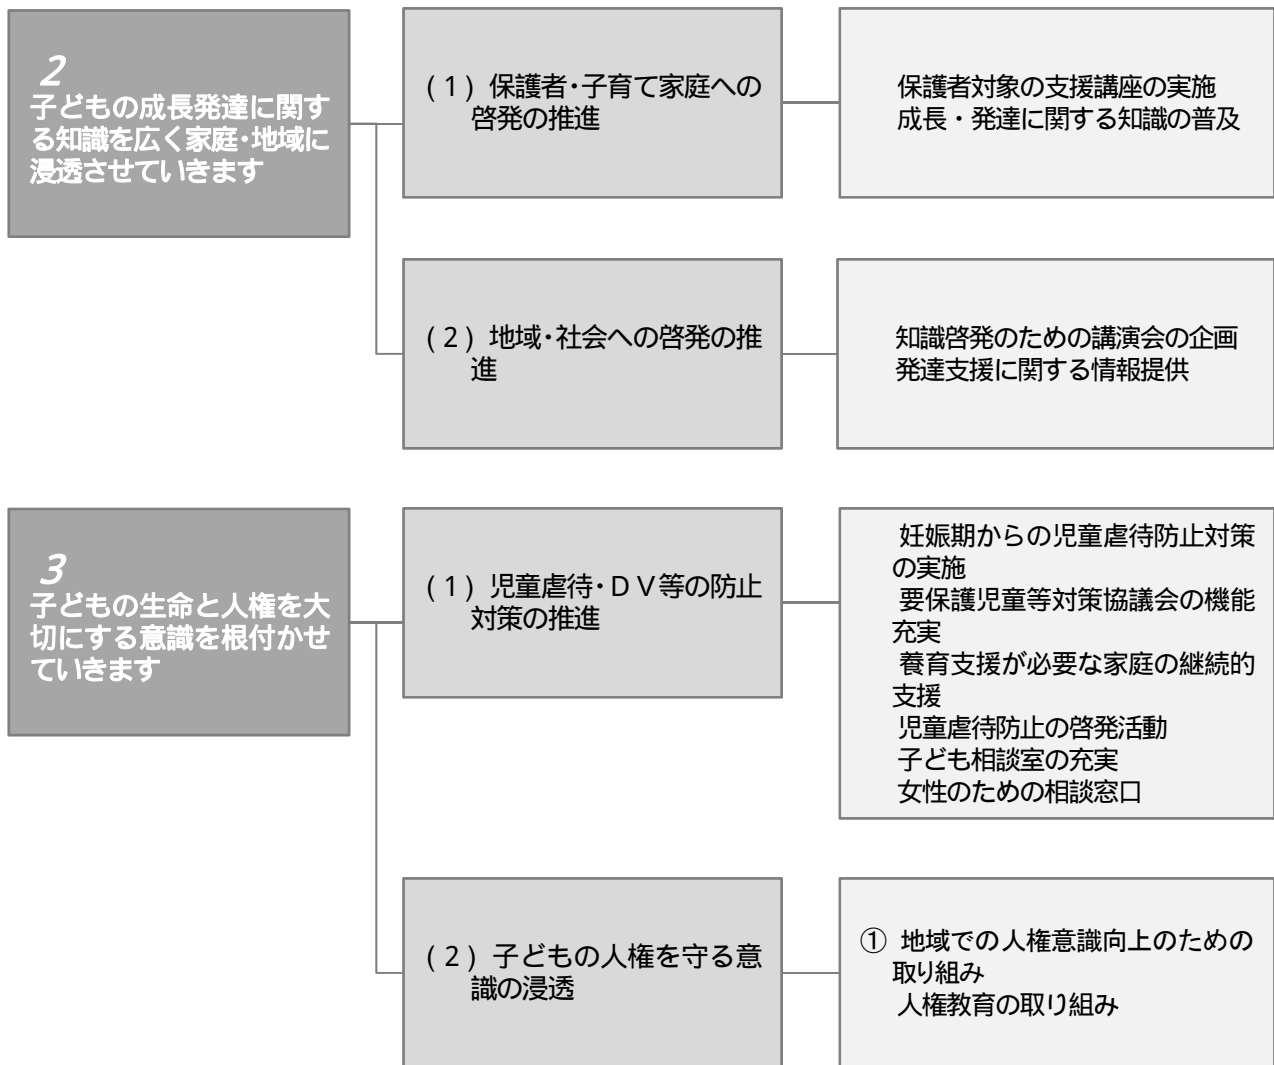 2
子どもの成長発達に関す
る知識を広く家庭・地域に
浸透させていきます
(1) 保護者・子育て家庭への
啓発の推進
保護者対象の支援講座の実施
成長・発達に関する知識の普及
(2) 地域・社会への啓発の推
進
知識啓発のための講演会の企画
発達支援に関する情報提供
3
子どもの生命と人権を大
切にする意識を根付かせ
ていきます
(1) 児童虐待・DV等の防止
対策の推進
妊娠期からの児童虐待防止対策
の実施
要保護児童等対策協議会の機能
充実
養育支援が必要な家庭の継続的
支援
児童虐待防止の啓発活動
子ども相談室の充実
女性のための相談窓口
(2) 子どもの人権を守る意
識の浸透
① 地域での人権意識向上のための
取り組み
人権教育の取り組み